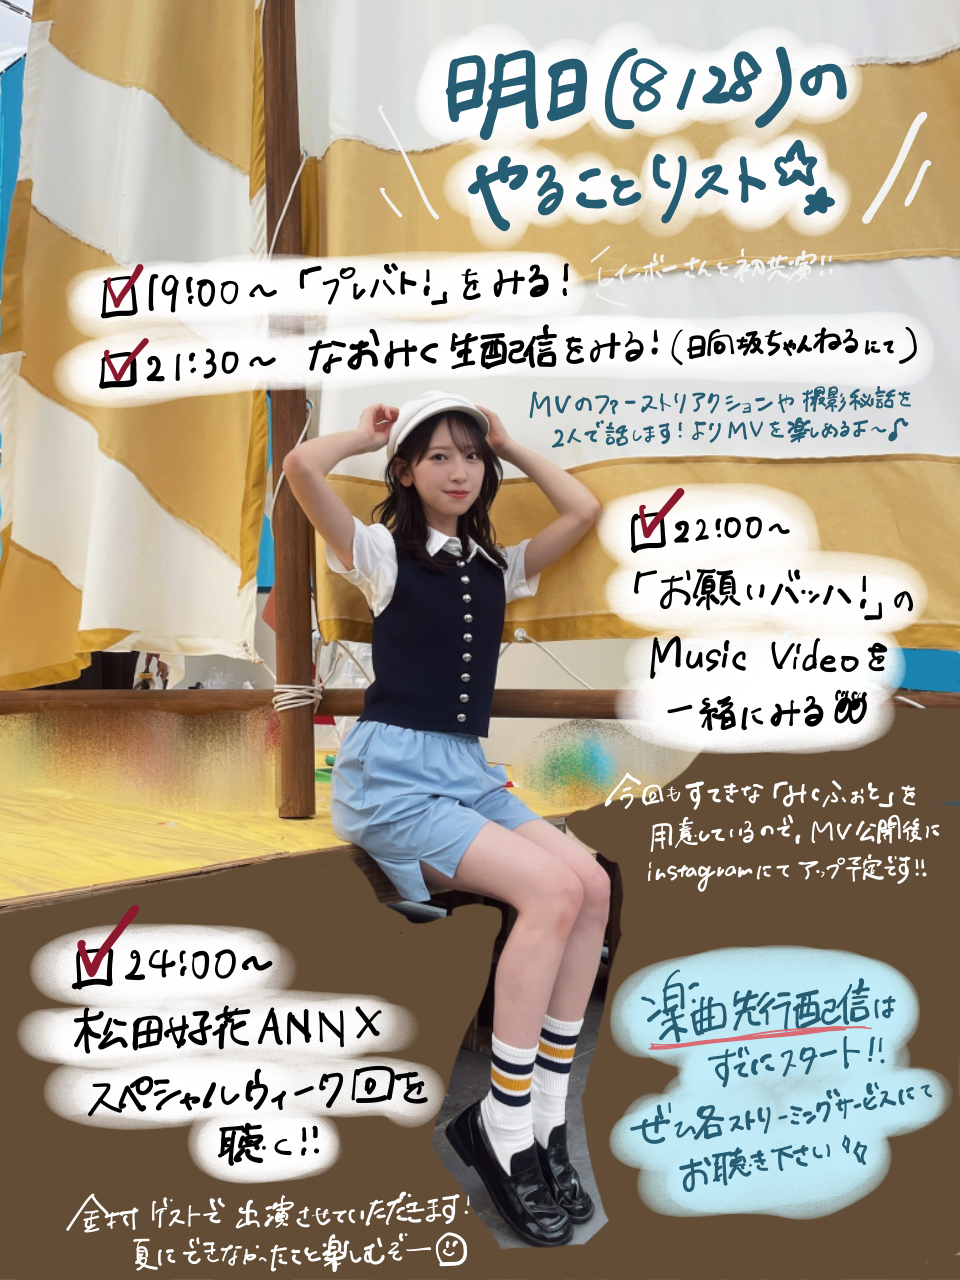 明日(8/28)の
やることリスト
19:00〜「プレバト!」をみる!
レインボーさんと初共演!!
21:30〜 なおみく生配信をみる!(日向坂ちゃんねるにて)
MVのファーストリアクションや撮影秘話を
2人で話します!よりMVを楽しめるよ〜♪
22:00〜
「お願いバッハ!」の
Music Videoを
一緒にみる
今回もすてきな「みくふぉと」を
用意しているので、MV公開後に
instagramにてアップ予定です!!
24:00〜
松田好花ANNX
スペシャルウィーク回を
聴く!!
金村ゲストで出演させていただきます!
夏にできなかったこと楽しむぞー
楽曲先行配信は
すでにスタート!!
ぜひ各ストリーミングサービスにて
お聴き下さい